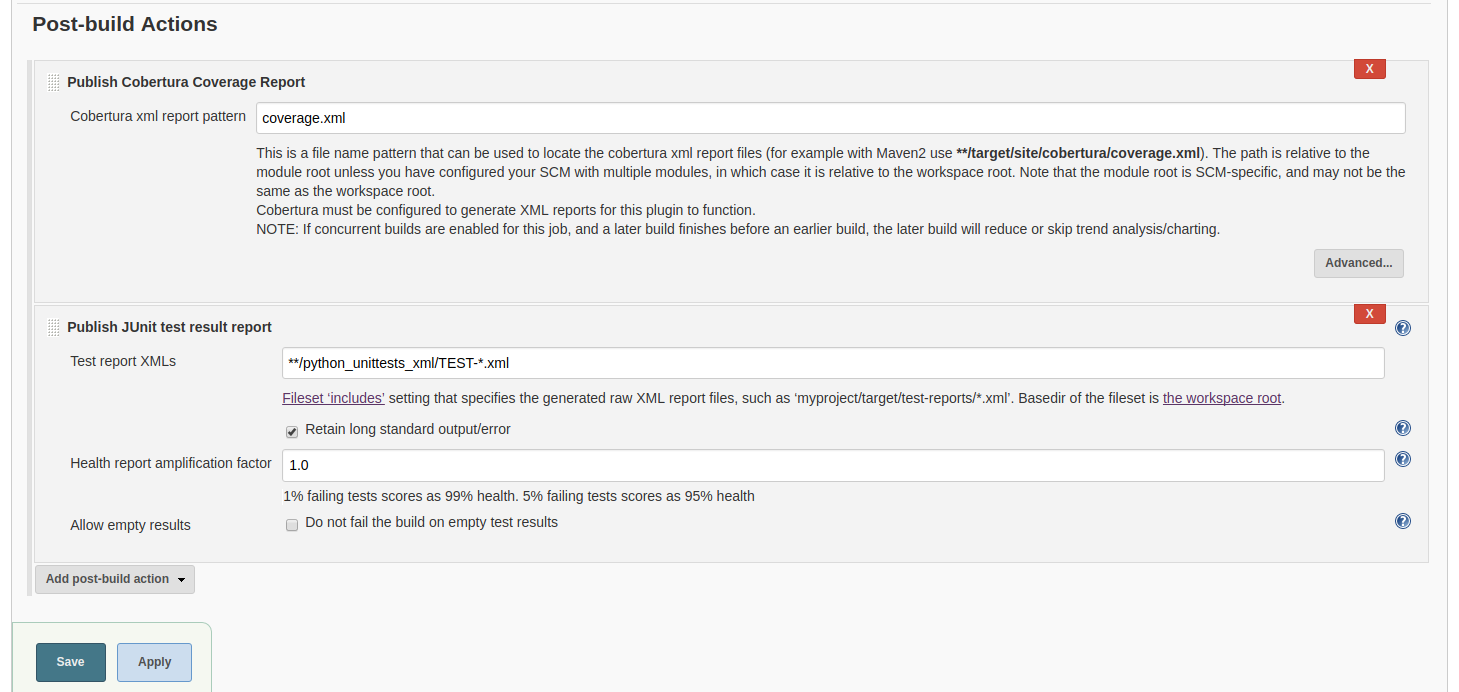 Post-build Actions
X
Publish Cobertura Coverage Report
Cobertura xml report pattern
coverage.xml
This is a file name pattern that can be used to locate the cobertura xml report files (for example with Maven2 use **/target/site/cobertura/coverage.xml). The path is relative to the
module root unless you have configured your SCM with multiple modules, in which case it is relative to the workspace root. Note that the module root is SCM-specific, and may not be the
same as the workspace root.
Cobertura must be configured to generate XML reports for this plugin to function.
NOTE: If concurrent builds are enabled for this job, and a later build finishes before an earlier build, the later build will reduce or skip trend analysis/charting.
Advanced...
X
Publish JUnit test result report
?
Test report XMLs
**/python_unittests_xml/TEST-*.xml
Fileset ‘includes’ setting that specifies the generated raw XML report files, such as ‘myproject/target/test-reports/*.xml’. Basedir of the fileset is the workspace root.
Retain long standard output/error
?
Health report amplification factor
1.0
?
1% failing tests scores as 99% health. 5% failing tests scores as 95% health
Allow empty results
Do not fail the build on empty test results
?
Add post-build action
Save
Apply